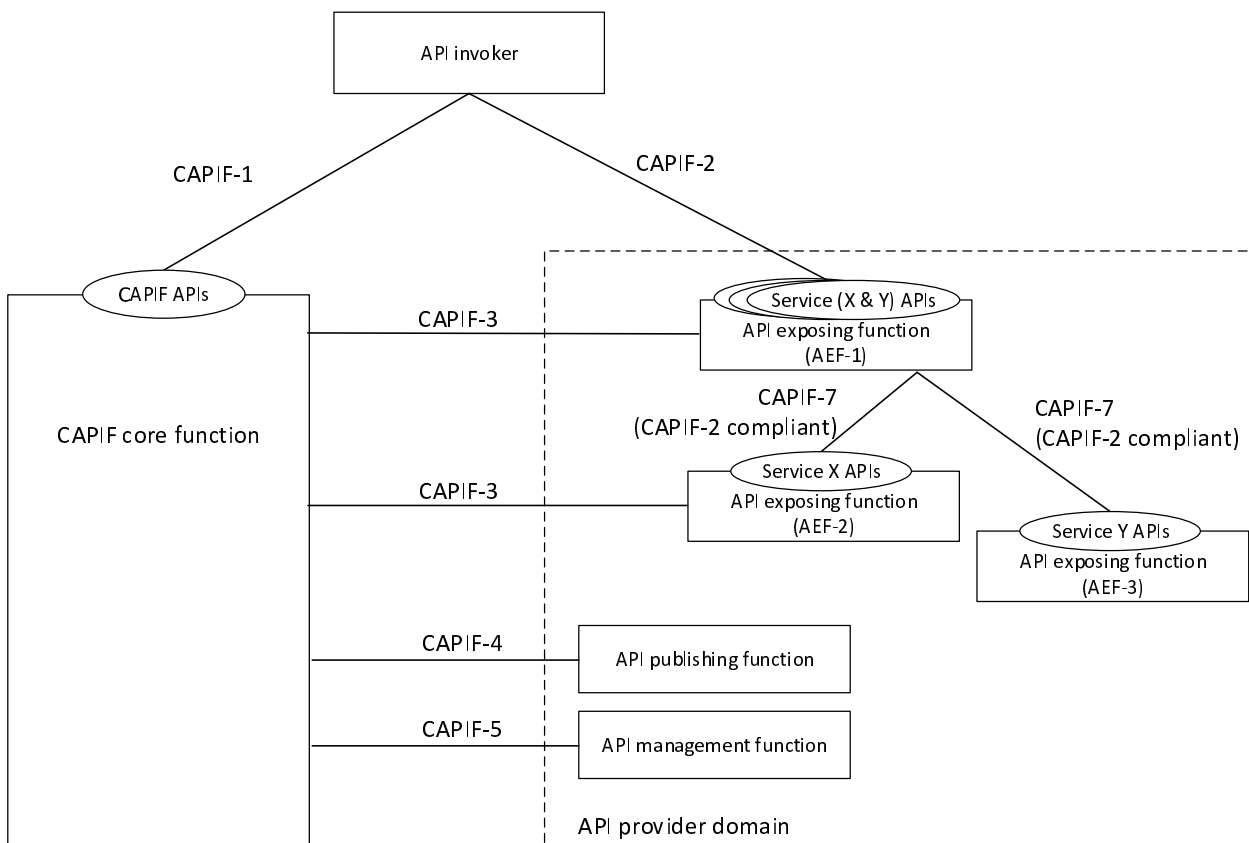 API invoker
CAPIF-1
CAPIF-2
CAPIF APIs
Service (X & Y) APIs
API exposing function
(AEF-1)
CAPIF-3
CAPIF-7
(CAPIF-2 compliant)
CAPIF-7
(CAPIF-2 compliant)
CAPIF core function
Service X APIs
API exposing function
(AEF-2)
CAPIF-3
Service Y APIs
API exposing function
(AEF-3)
CAPIF-4
API publishing function
CAPIF-5
API management function
API provider domain